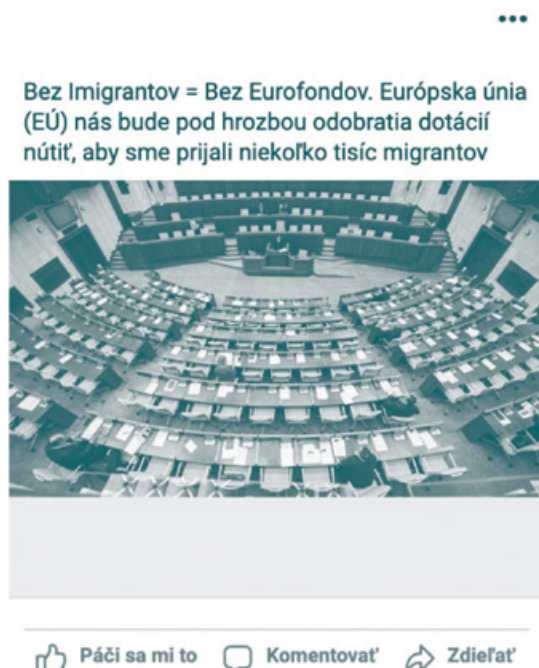 Bez Imigrantov = Bez Eurofondov. Európska únia
(EÚ) nás bude pod hrozbou odobratia dotácií
nútiť, aby sme prijali niekoľko tisíc migrantov
Páči sa mi to Komentovať Zdieľať